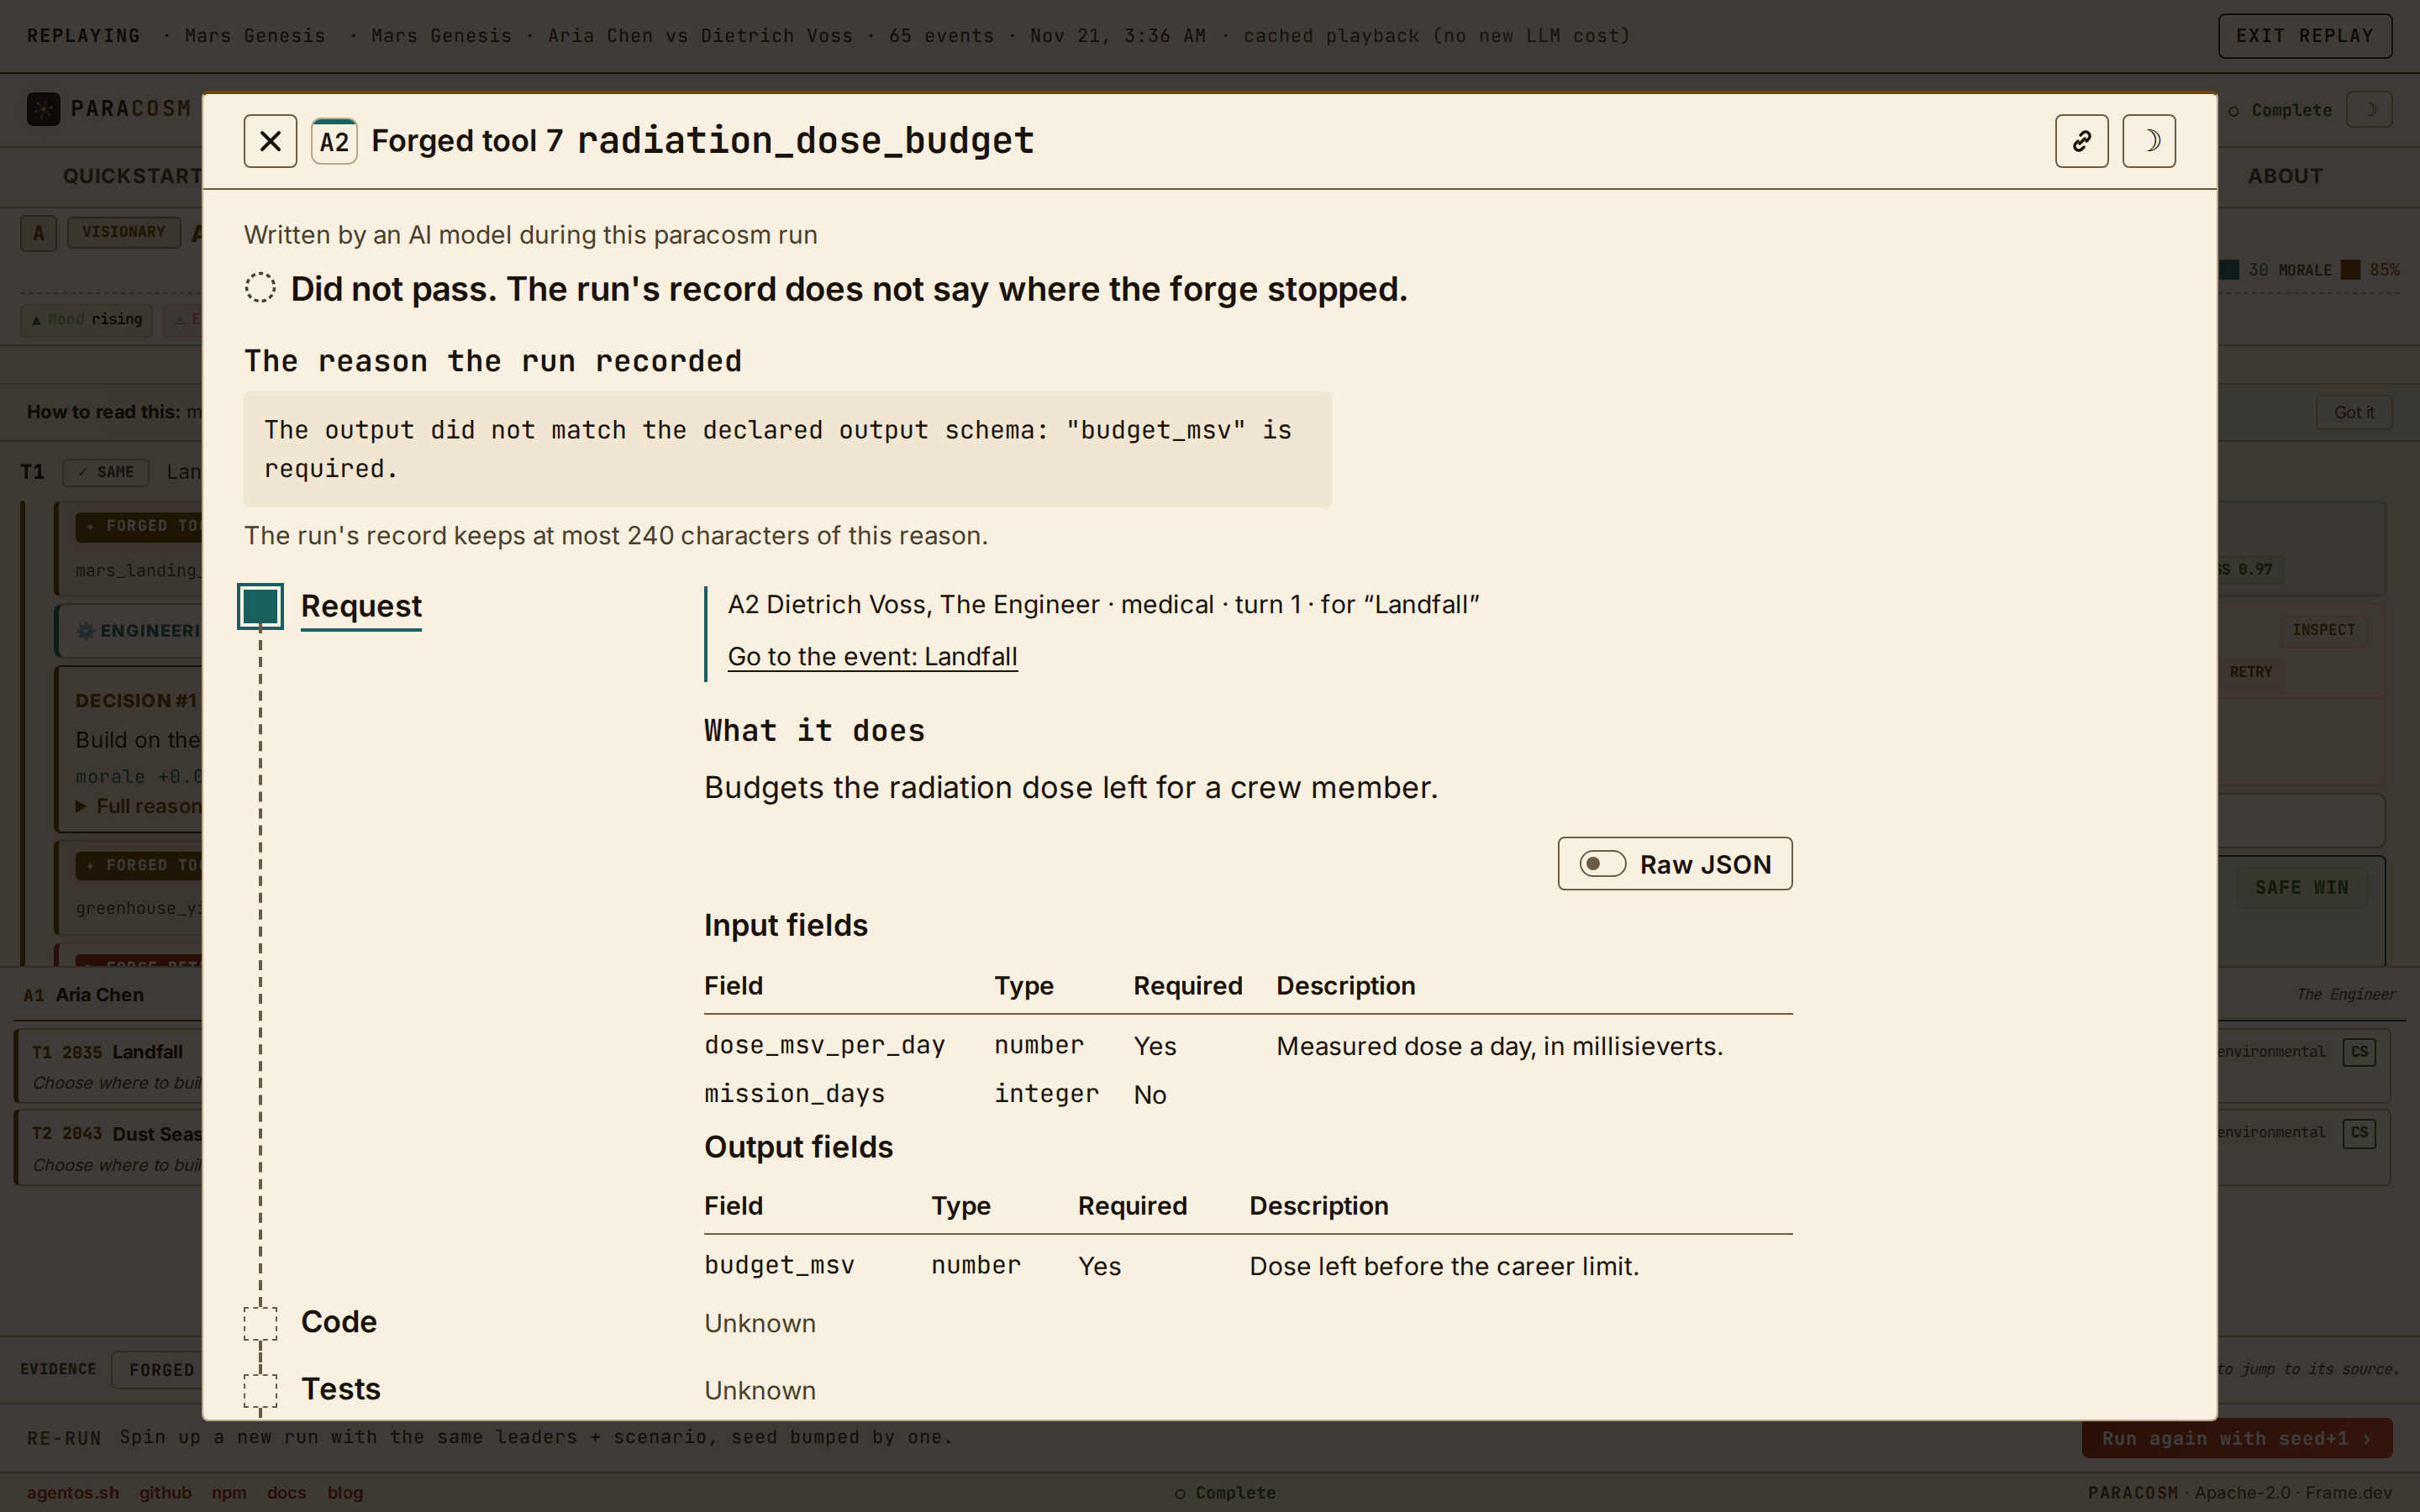 REPLAYING · Mars Genesis · Mars Genesis · Aria Chen vs Dietrich Voss · 65 events · Nov 21, 3:36 AM · cached playback (no new LLM cost)
EXIT REPLAY
PARACOSM
Complete
QUICKSTART
ABOUT
A VISIONARY
30 MORALE 85%
▲ Mood rising
How to read this:
Got it
T1 ✓ SAME
FORGED
mars_landing_
0.97
ENGINEERI
INSPECT
RETRY
DECISION #1
Build on the
morale +0.0
▶ Full reason
FORGED
greenhouse_yi
SAFE WIN
A1 Aria Chen
The Engineer
T1 2035 Landfall
environmental CS
Choose where to buil
T2 2043 Dust Seas
environmental CS
Choose where to buil
EVIDENCE FORGED
to jump to its source.
RE-RUN Spin up a new run with the same leaders + scenario, seed bumped by one.
Run again with seed+1 ›
agentos.sh github npm docs blog
Complete
PARACOSM · Apache-2.0 · Frame.dev
A2 Forged tool 7 radiation_dose_budget
Written by an AI model during this paracosm run
Did not pass. The run's record does not say where the forge stopped.
The reason the run recorded
The output did not match the declared output schema: "budget_msv" is
required.
The run's record keeps at most 240 characters of this reason.
Request
A2 Dietrich Voss, The Engineer · medical · turn 1 · for “Landfall”
Go to the event: Landfall
What it does
Budgets the radiation dose left for a crew member.
Raw JSON
Input fields
Field Type Required Description
dose_msv_per_day number Yes Measured dose a day, in millisieverts.
mission_days integer No
Output fields
Field Type Required Description
budget_msv number Yes Dose left before the career limit.
Code Unknown
Tests Unknown